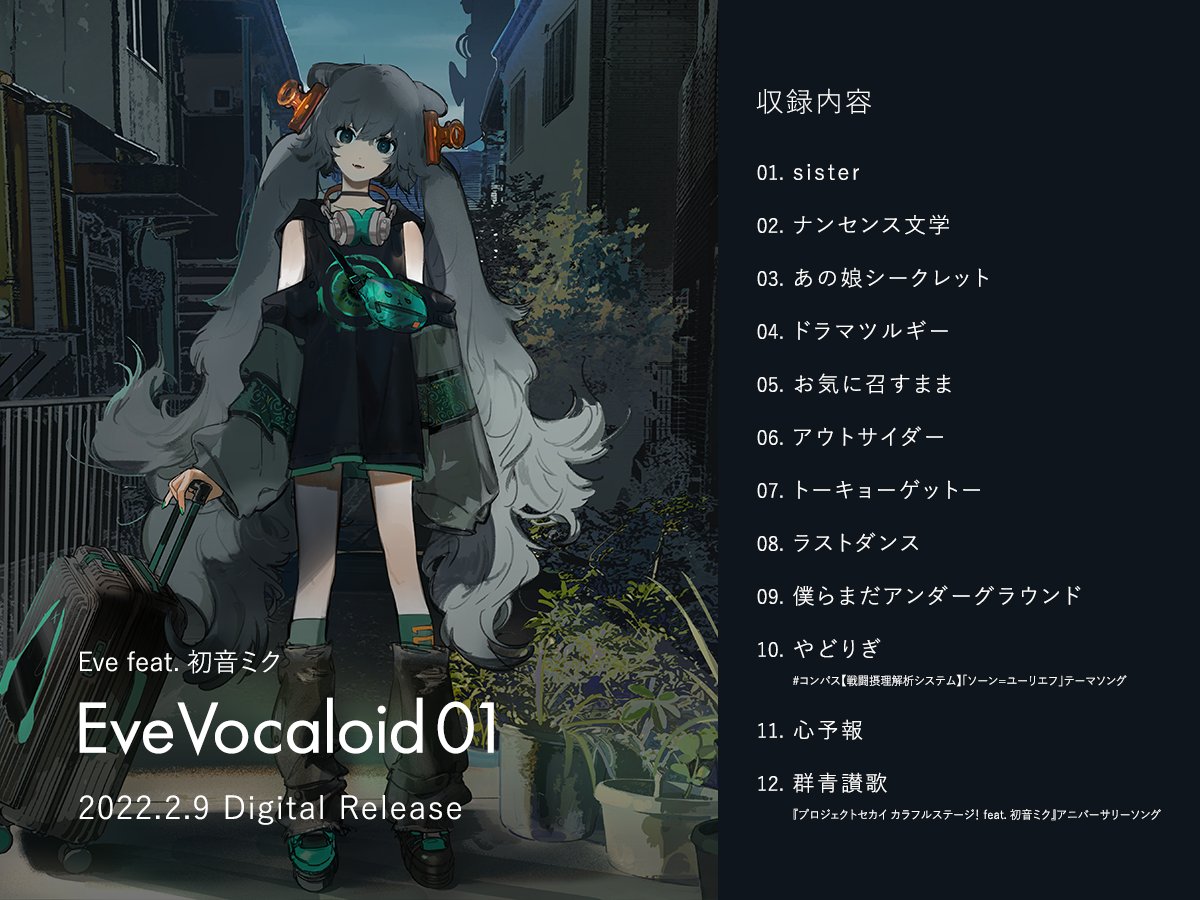 Eve feat. 初音ミク
Eve Vocaloid 01
2022.2.9 Digital Release
収録内容
01. sister
02. ナンセンス文学
03. あの娘シークレット
04. ドラマツルギー
05. お気に召すまま
06. アウトサイダー
07. トーキョーゲットー
08. ラストダンス
09. 僕らまだアンダーグラウンド
10. やどりぎ
#コンパス【戦闘摂理解析システム】「ソーン=ユーリエフ」テーマソング
11. 心予報
12. 群青讃歌
『プロジェクトセカイ カラフルステージ! feat. 初音ミク』アニバーサリーソング